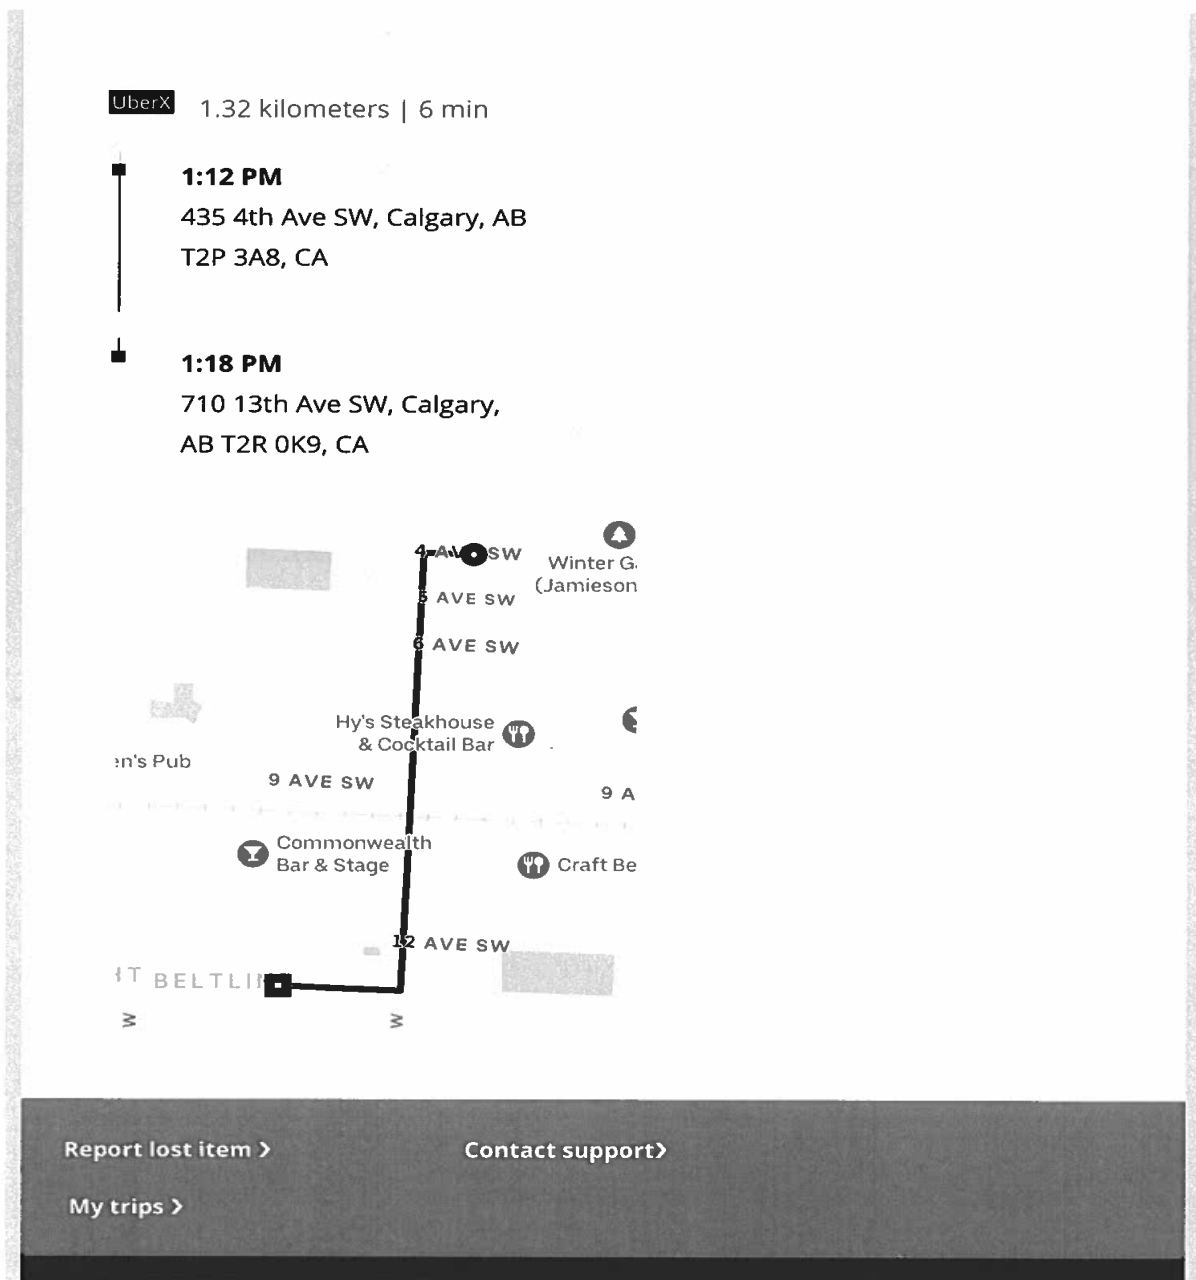 UberX 1.32 kilometers | 6 min
1:12 PM
435 4th Ave SW, Calgary, AB
T2P 3A8, CA
1:18 PM
710 13th Ave SW, Calgary,
AB T2R 0K9, CA
4 AVE SW
Winter G
(Jamieson
5 AVE SW
6 AVE SW
Hy's Steakhouse
& Cocktail Bar
en's Pub
9 AVE SW
9 A
Commonwealth
Bar & Stage
Craft Be
12 AVE SW
BELTLI
W W
Report lost item > Contact support>
My trips >